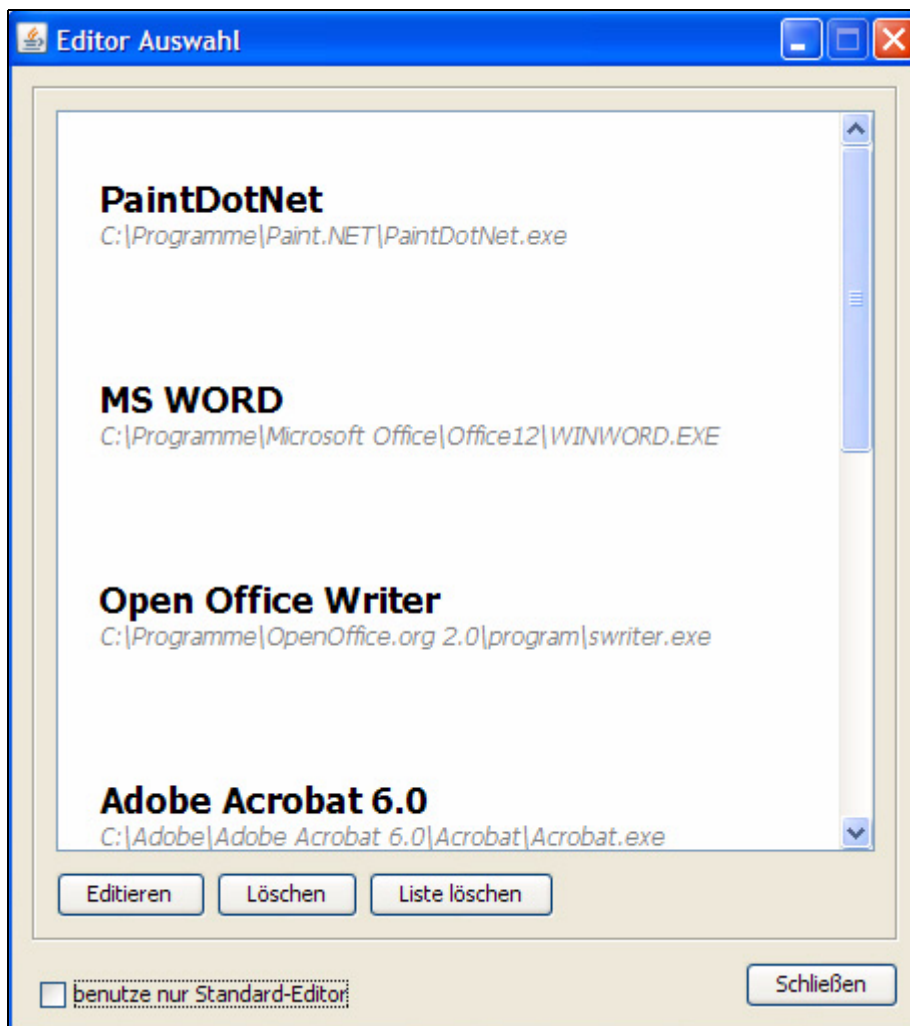 Editor Auswahl
PaintDotNet
C:\Programme\Paint.NET\PaintDotNet.exe
MS WORD
C:\Programme\Microsoft Office\Office12\WINWORD.EXE
Open Office Writer
C:\Programme\OpenOffice.org 2.0\program\swriter.exe
Adobe Acrobat 6.0
C:\Adobe\Adobe Acrobat 6.0\Acrobat\Acrobat.exe
Editieren Löschen Liste löschen
benutze nur Standard-Editor Schließen